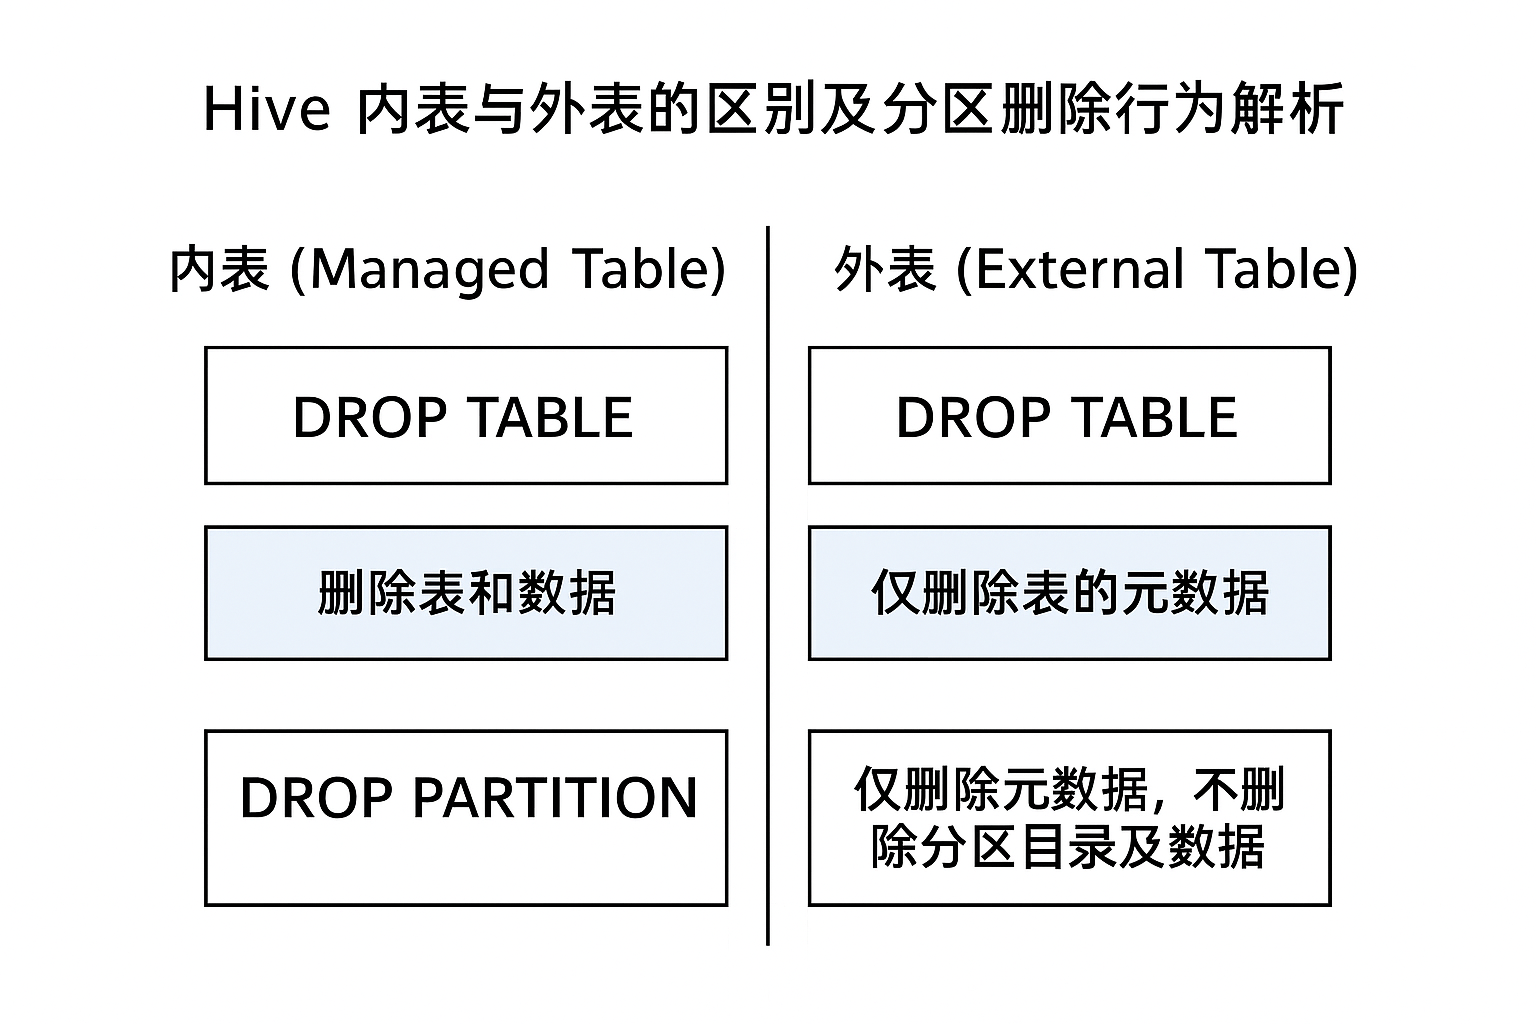 Hive 内表与外表的区别及分区删除行为解析
内表 (Managed Table)
DROP TABLE
删除表和数据
DROP PARTITION
外表 (External Table)
DROP TABLE
仅删除表的元数据
仅删除元数据，不删
除分区目录及数据